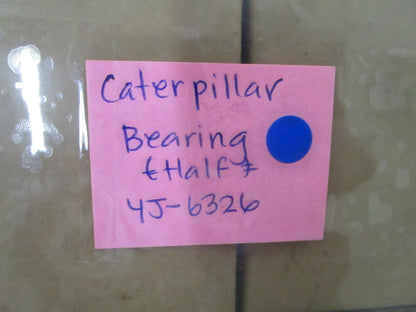 Caterpillar
Bearing
Half
4J-6326